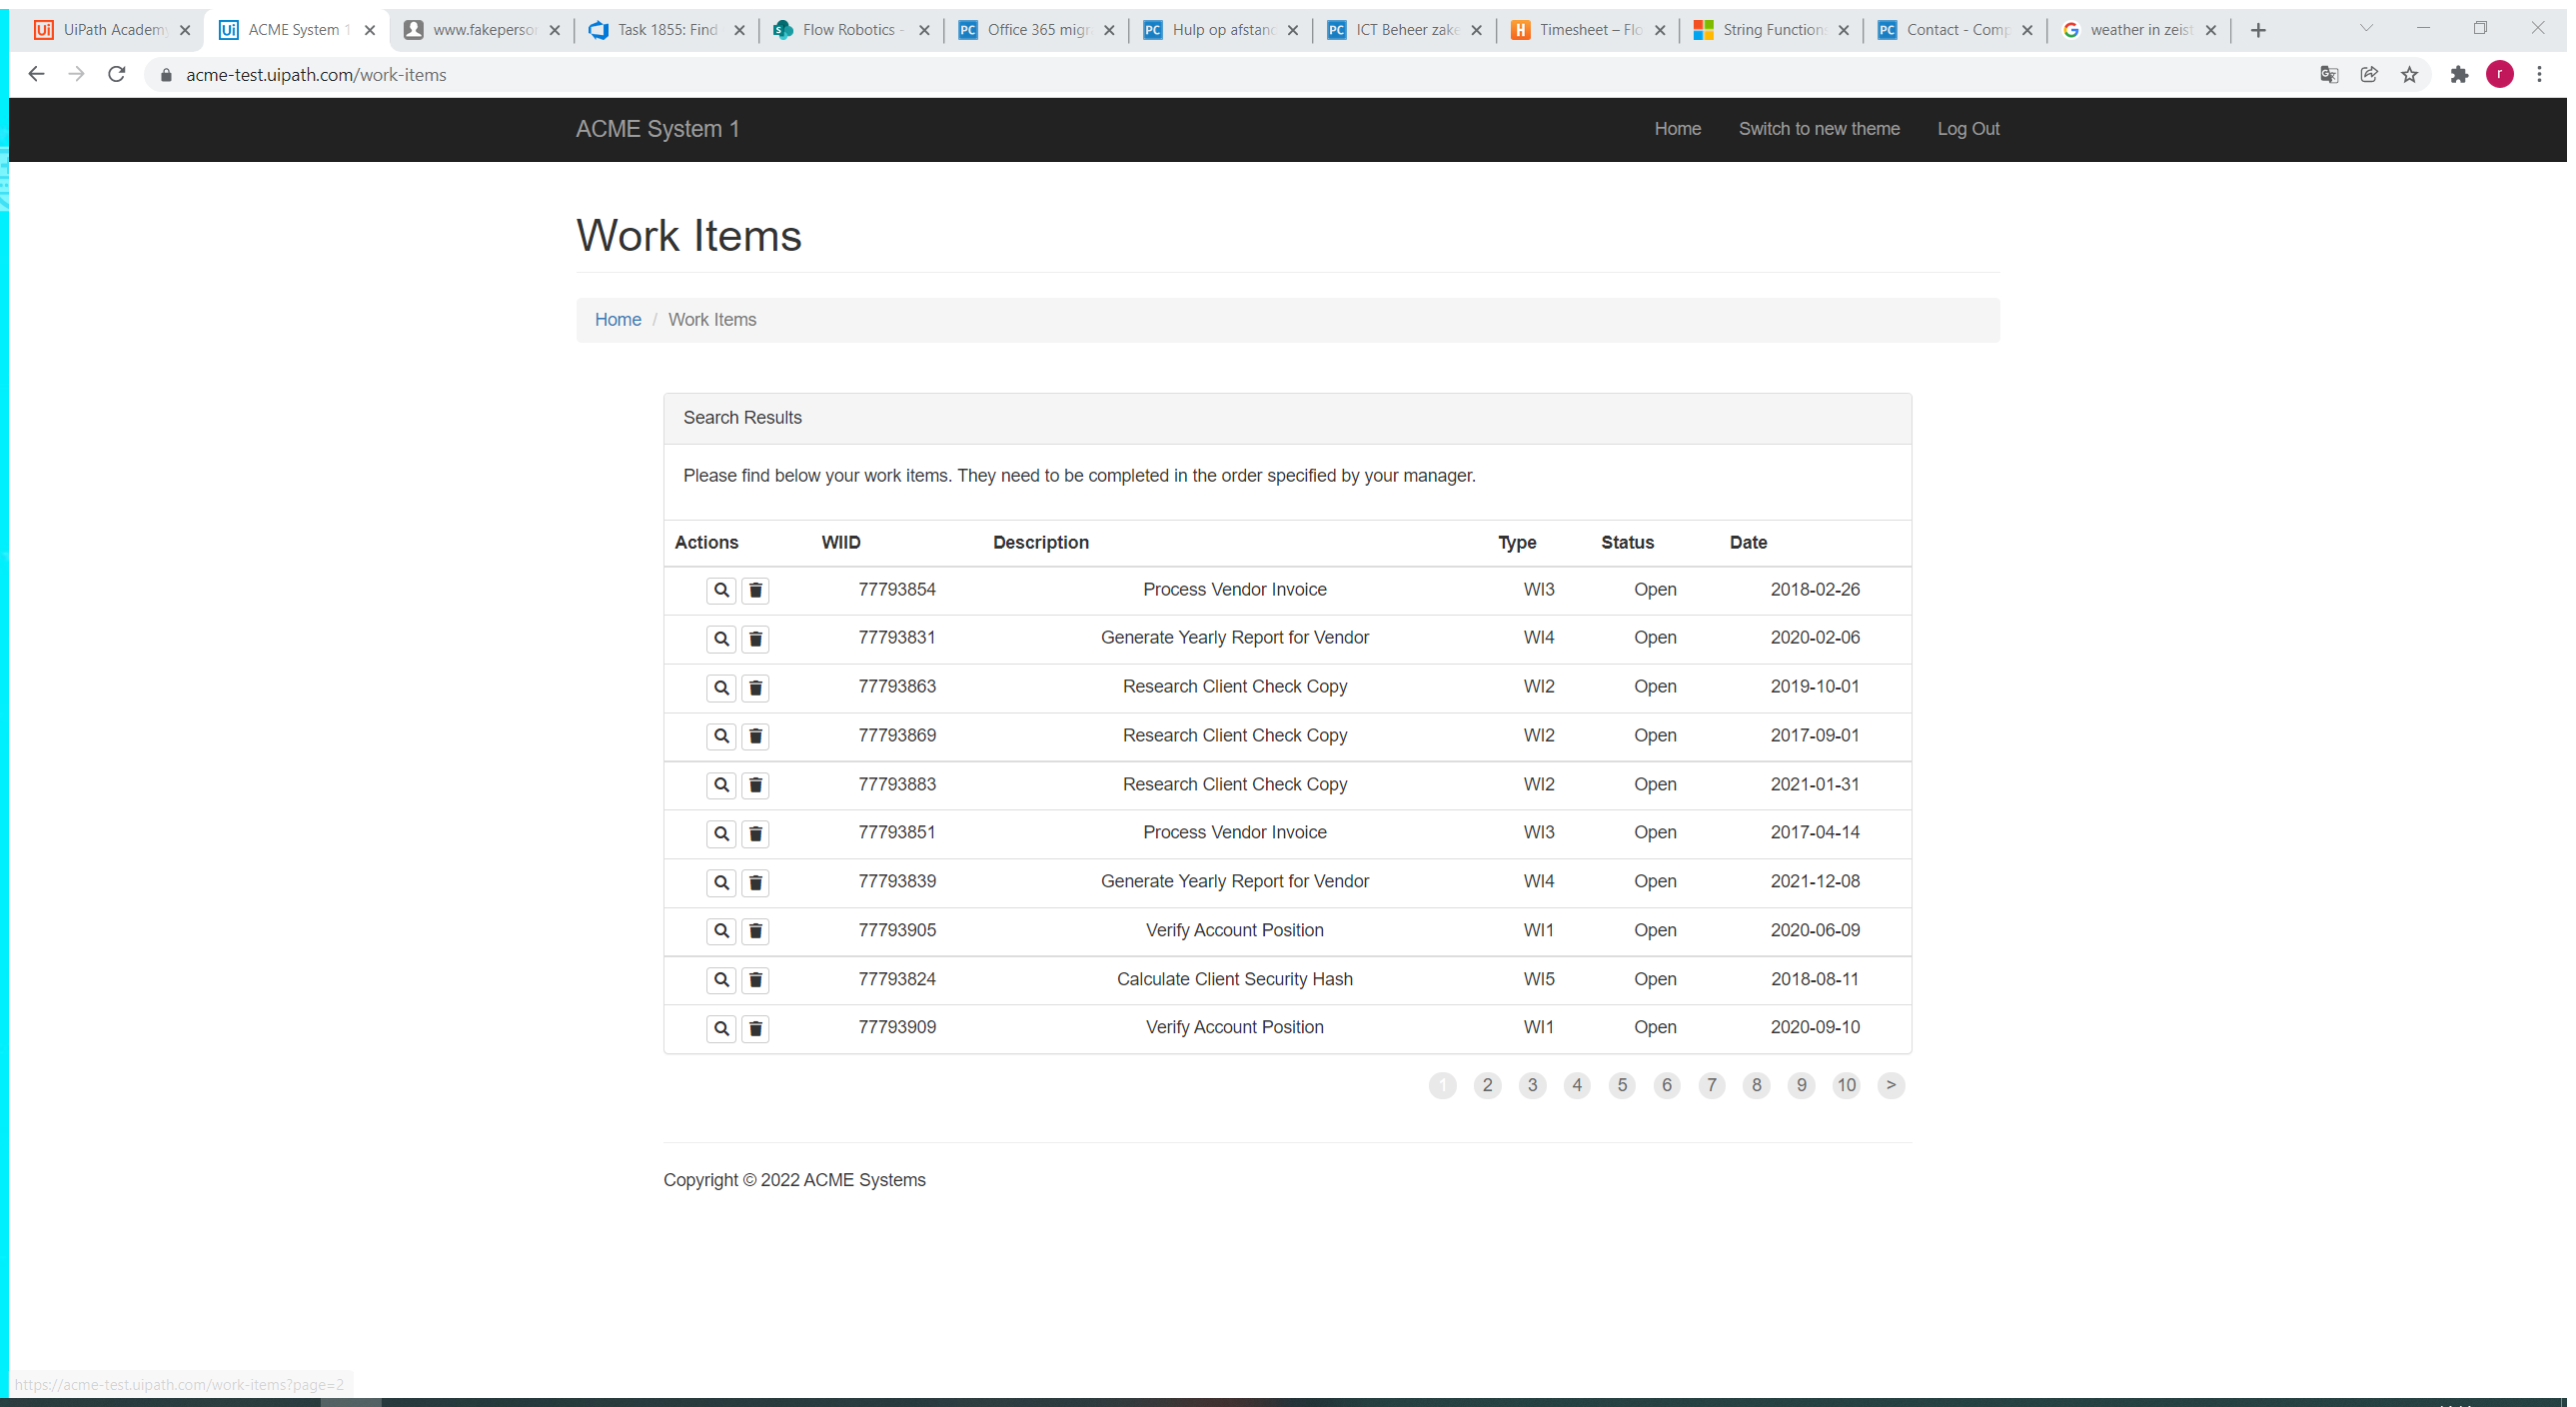 UiPath Academy
ACME System 1
www.fakeperson
Task 1855: Find
Flow Robotics -
Office 365 migr
Hulp op afstand
ICT Beheer zake
Timesheet – Flo
String Functions
Contact - Comp
weather in zeist
acme-test.uipath.com/work-items
r
ACME System 1
Home
Switch to new theme
Log Out
Work Items
Home / Work Items
Search Results
Please find below your work items. They need to be completed in the order specified by your manager.
Actions WIID Description Type Status Date
77793854 Process Vendor Invoice WI3 Open 2018-02-26
77793831 Generate Yearly Report for Vendor WI4 Open 2020-02-06
77793863 Research Client Check Copy WI2 Open 2019-10-01
77793869 Research Client Check Copy WI2 Open 2017-09-01
77793883 Research Client Check Copy WI2 Open 2021-01-31
77793851 Process Vendor Invoice WI3 Open 2017-04-14
77793839 Generate Yearly Report for Vendor WI4 Open 2021-12-08
77793905 Verify Account Position WI1 Open 2020-06-09
77793824 Calculate Client Security Hash WI5 Open 2018-08-11
77793909 Verify Account Position WI1 Open 2020-09-10
1 2 3 4 5 6 7 8 9 10 >
Copyright © 2022 ACME Systems
https://acme-test.uipath.com/work-items?page=2